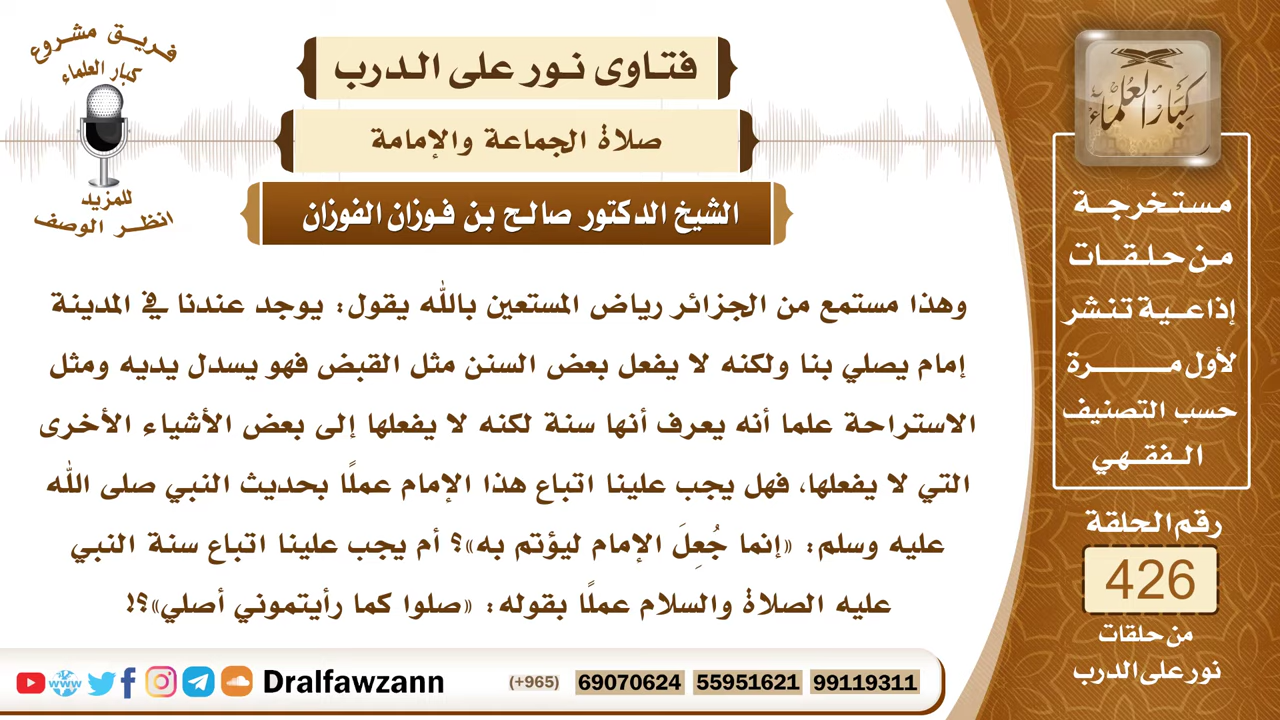 فريق مشروع
كبار العلماء
للمزيد
انظر الوصف
فتاوى نور على الدرب
صلاة الجماعة والإمامة
الشيخ الدكتور صالح بن فوزان الفوزان
وهذا مستمع من الجزائر رياض المستعين بالله يقول: يوجد عندنا في المدينة
إمام يصلي بنا ولكنه لا يفعل بعض السنن مثل القبض فهو يسدل يديه ومثل
الاستراحة علما أنه يعرف أنها سنة لكنه لا يفعلها إلى بعض الأشياء الأخرى
التي لا يفعلها، فهل يجب علينا اتباع هذا الإمام عملًا بحديث النبي صلى الله
عليه وسلم: «إنما جُعِلَ الإمام ليؤتم به»؟ أم يجب علينا اتباع سنة النبي
عليه الصلاة والسلام عملًا بقوله: «صلوا كما رأيتموني أصلي»؟!
كبار العلماء
مستخرجة
من حلقات
إذاعية تنشر
لأول مرة
حسب التصنيف
الفقهي
رقم الحلقة
426
من حلقات
نور على الدرب
www
Dralfawzann
(+965) 69070624 55951621 99119311